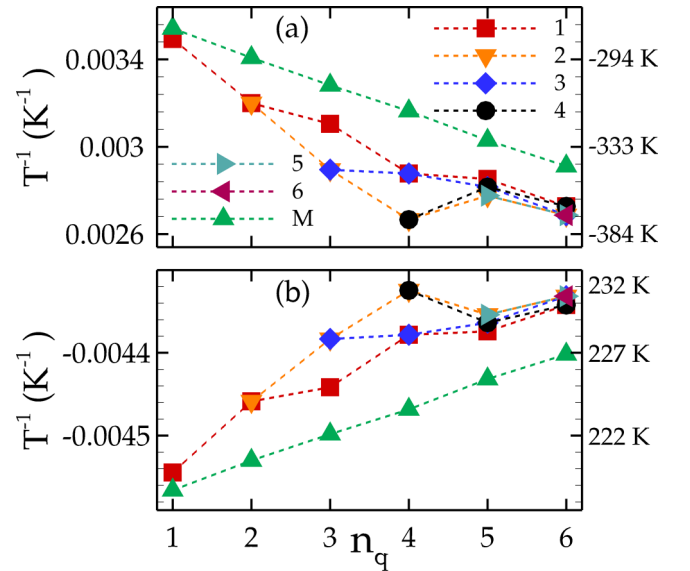 (a)
1
2
3
4
5
6
M
T⁻¹ (K⁻¹)
0.0034
0.003
0.0026
-294 K
-333 K
-384 K
(b)
T⁻¹ (K⁻¹)
-0.0044
-0.0045
232 K
227 K
222 K
1 2 3 4 5 6
n_q